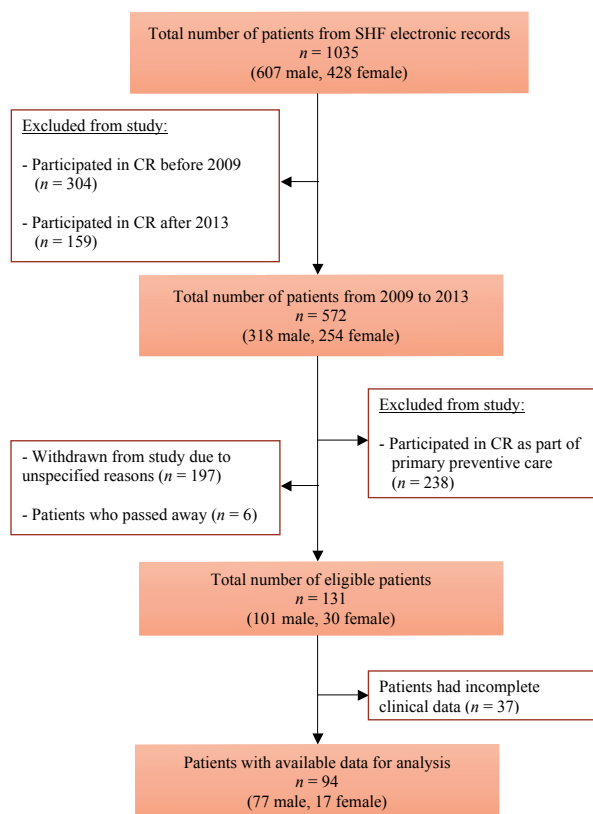 Total number of patients from SHF electronic records
n = 1035
(607 male, 428 female)
Excluded from study:
- Participated in CR before 2009
(n = 304)
- Participated in CR after 2013
(n = 159)
Total number of patients from 2009 to 2013
n = 572
(318 male, 254 female)
Excluded from study:
- Participated in CR as part of
primary preventive care
(n = 238)
- Withdrawn from study due to
unspecified reasons (n = 197)
- Patients who passed away (n = 6)
Total number of eligible patients
n = 131
(101 male, 30 female)
Patients had incomplete
clinical data (n = 37)
Patients with available data for analysis
n = 94
(77 male, 17 female)